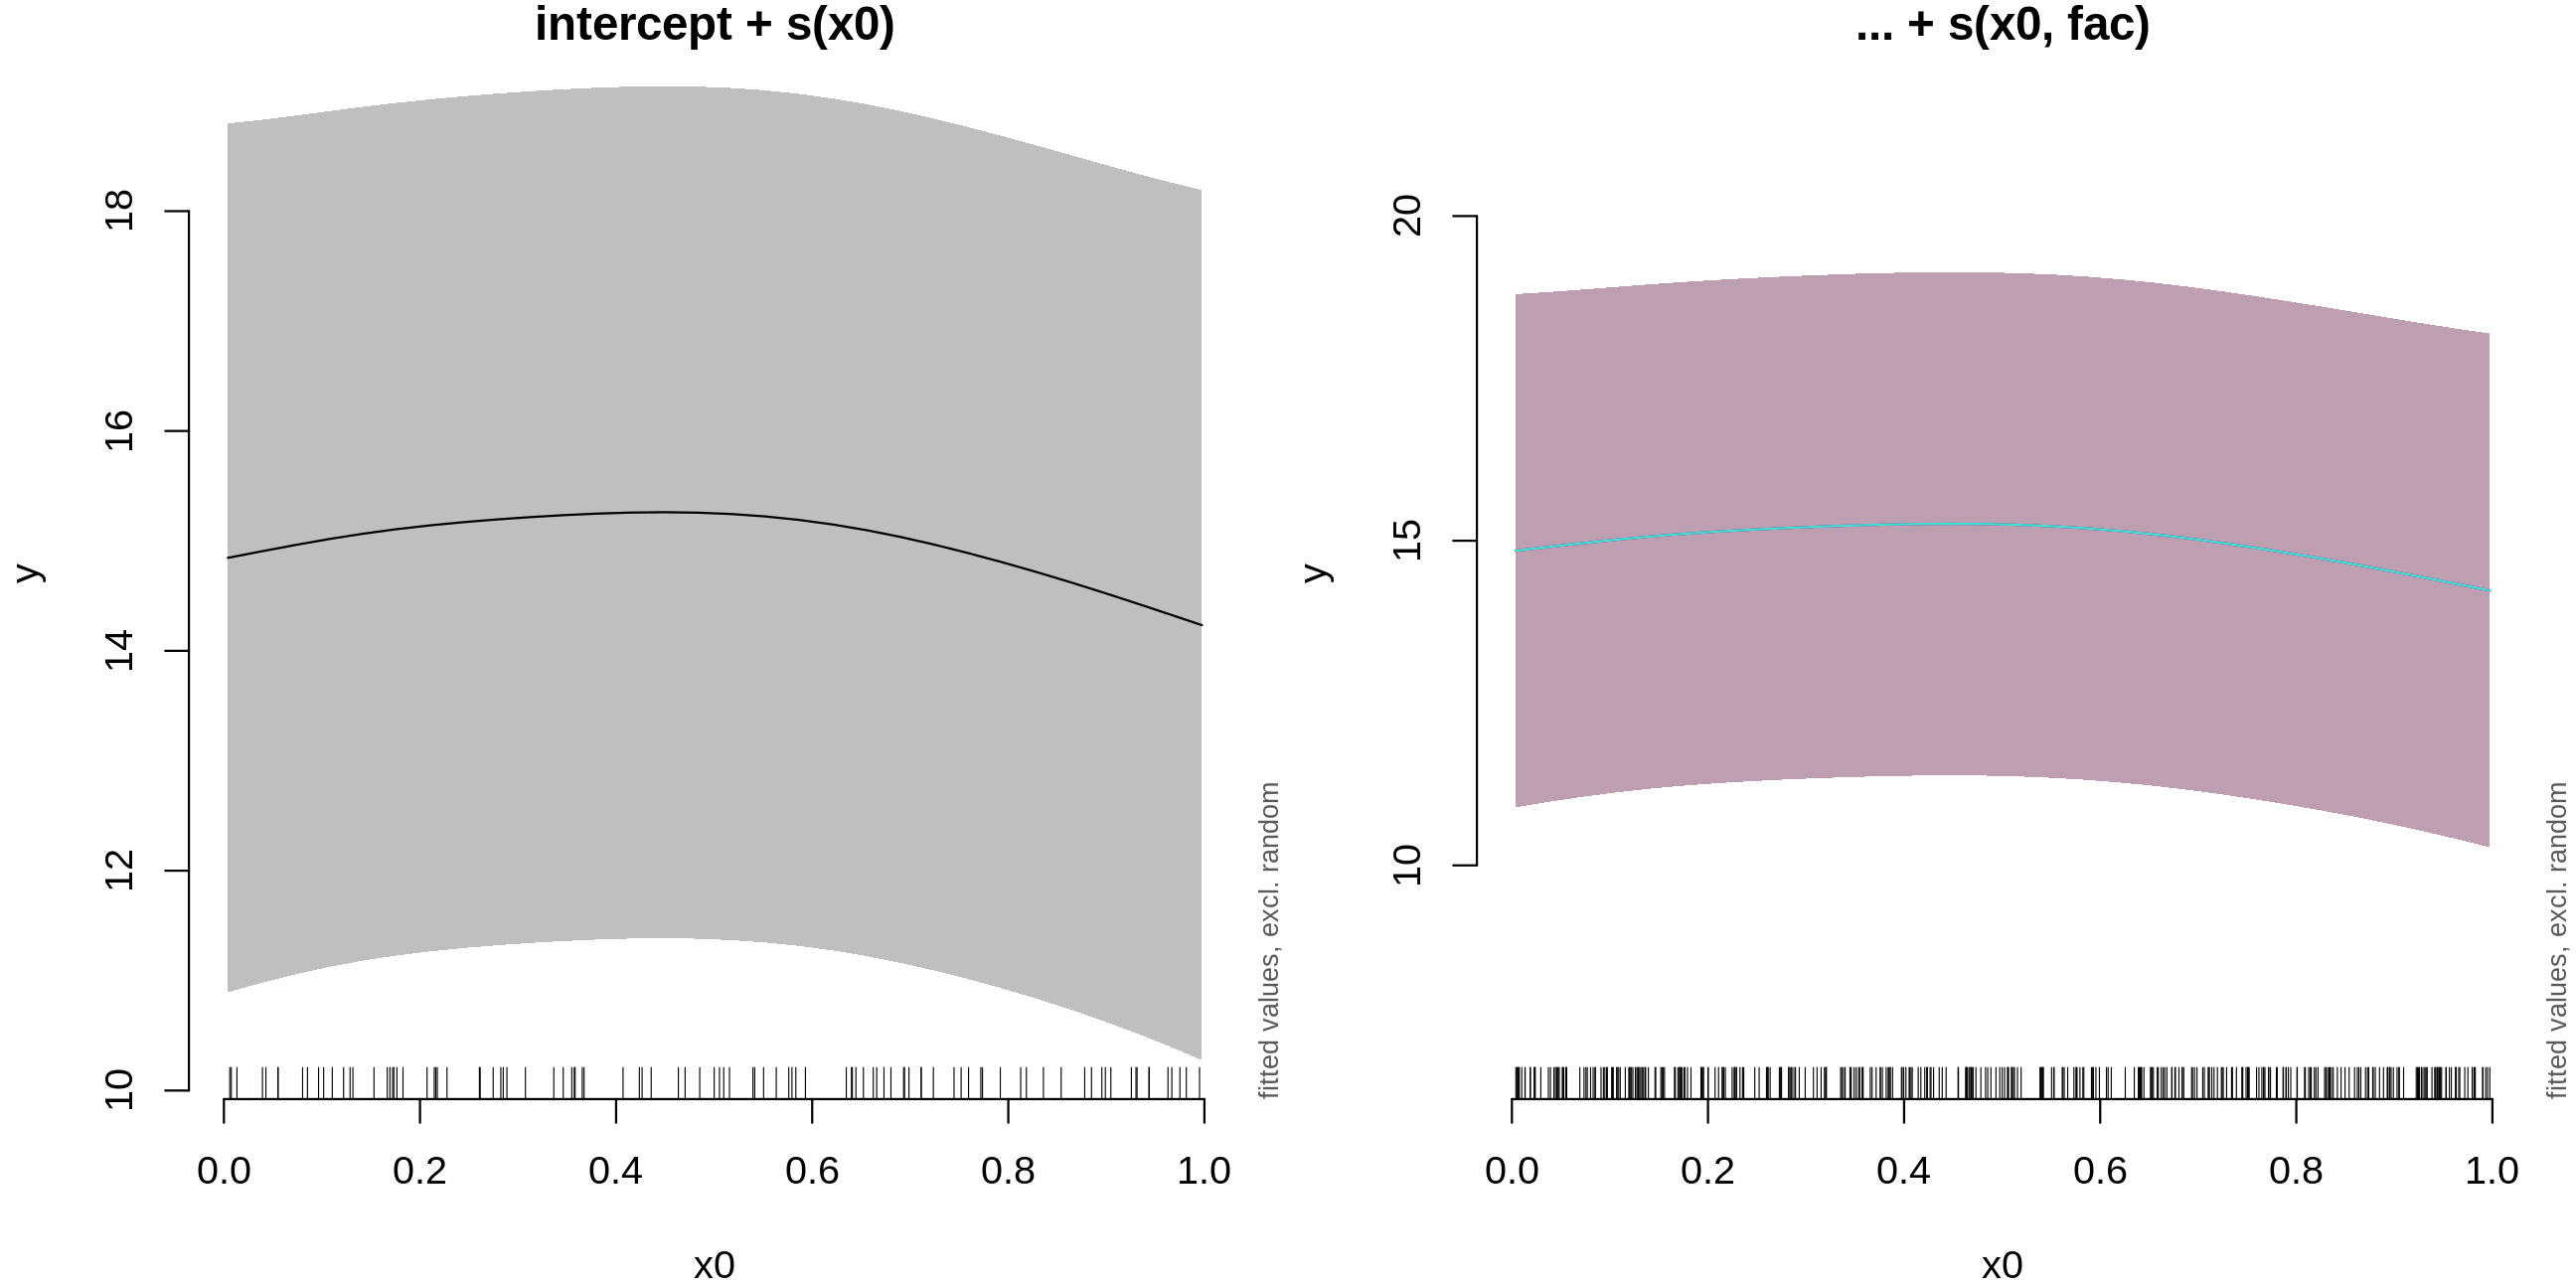 intercept + s(x0)
18
16
14
12
10
y
0.0 0.2 0.4 0.6 0.8 1.0
x0
fitted values, excl. random
... + s(x0, fac)
20
15
10
y
0.0 0.2 0.4 0.6 0.8 1.0
x0
fitted values, excl. random